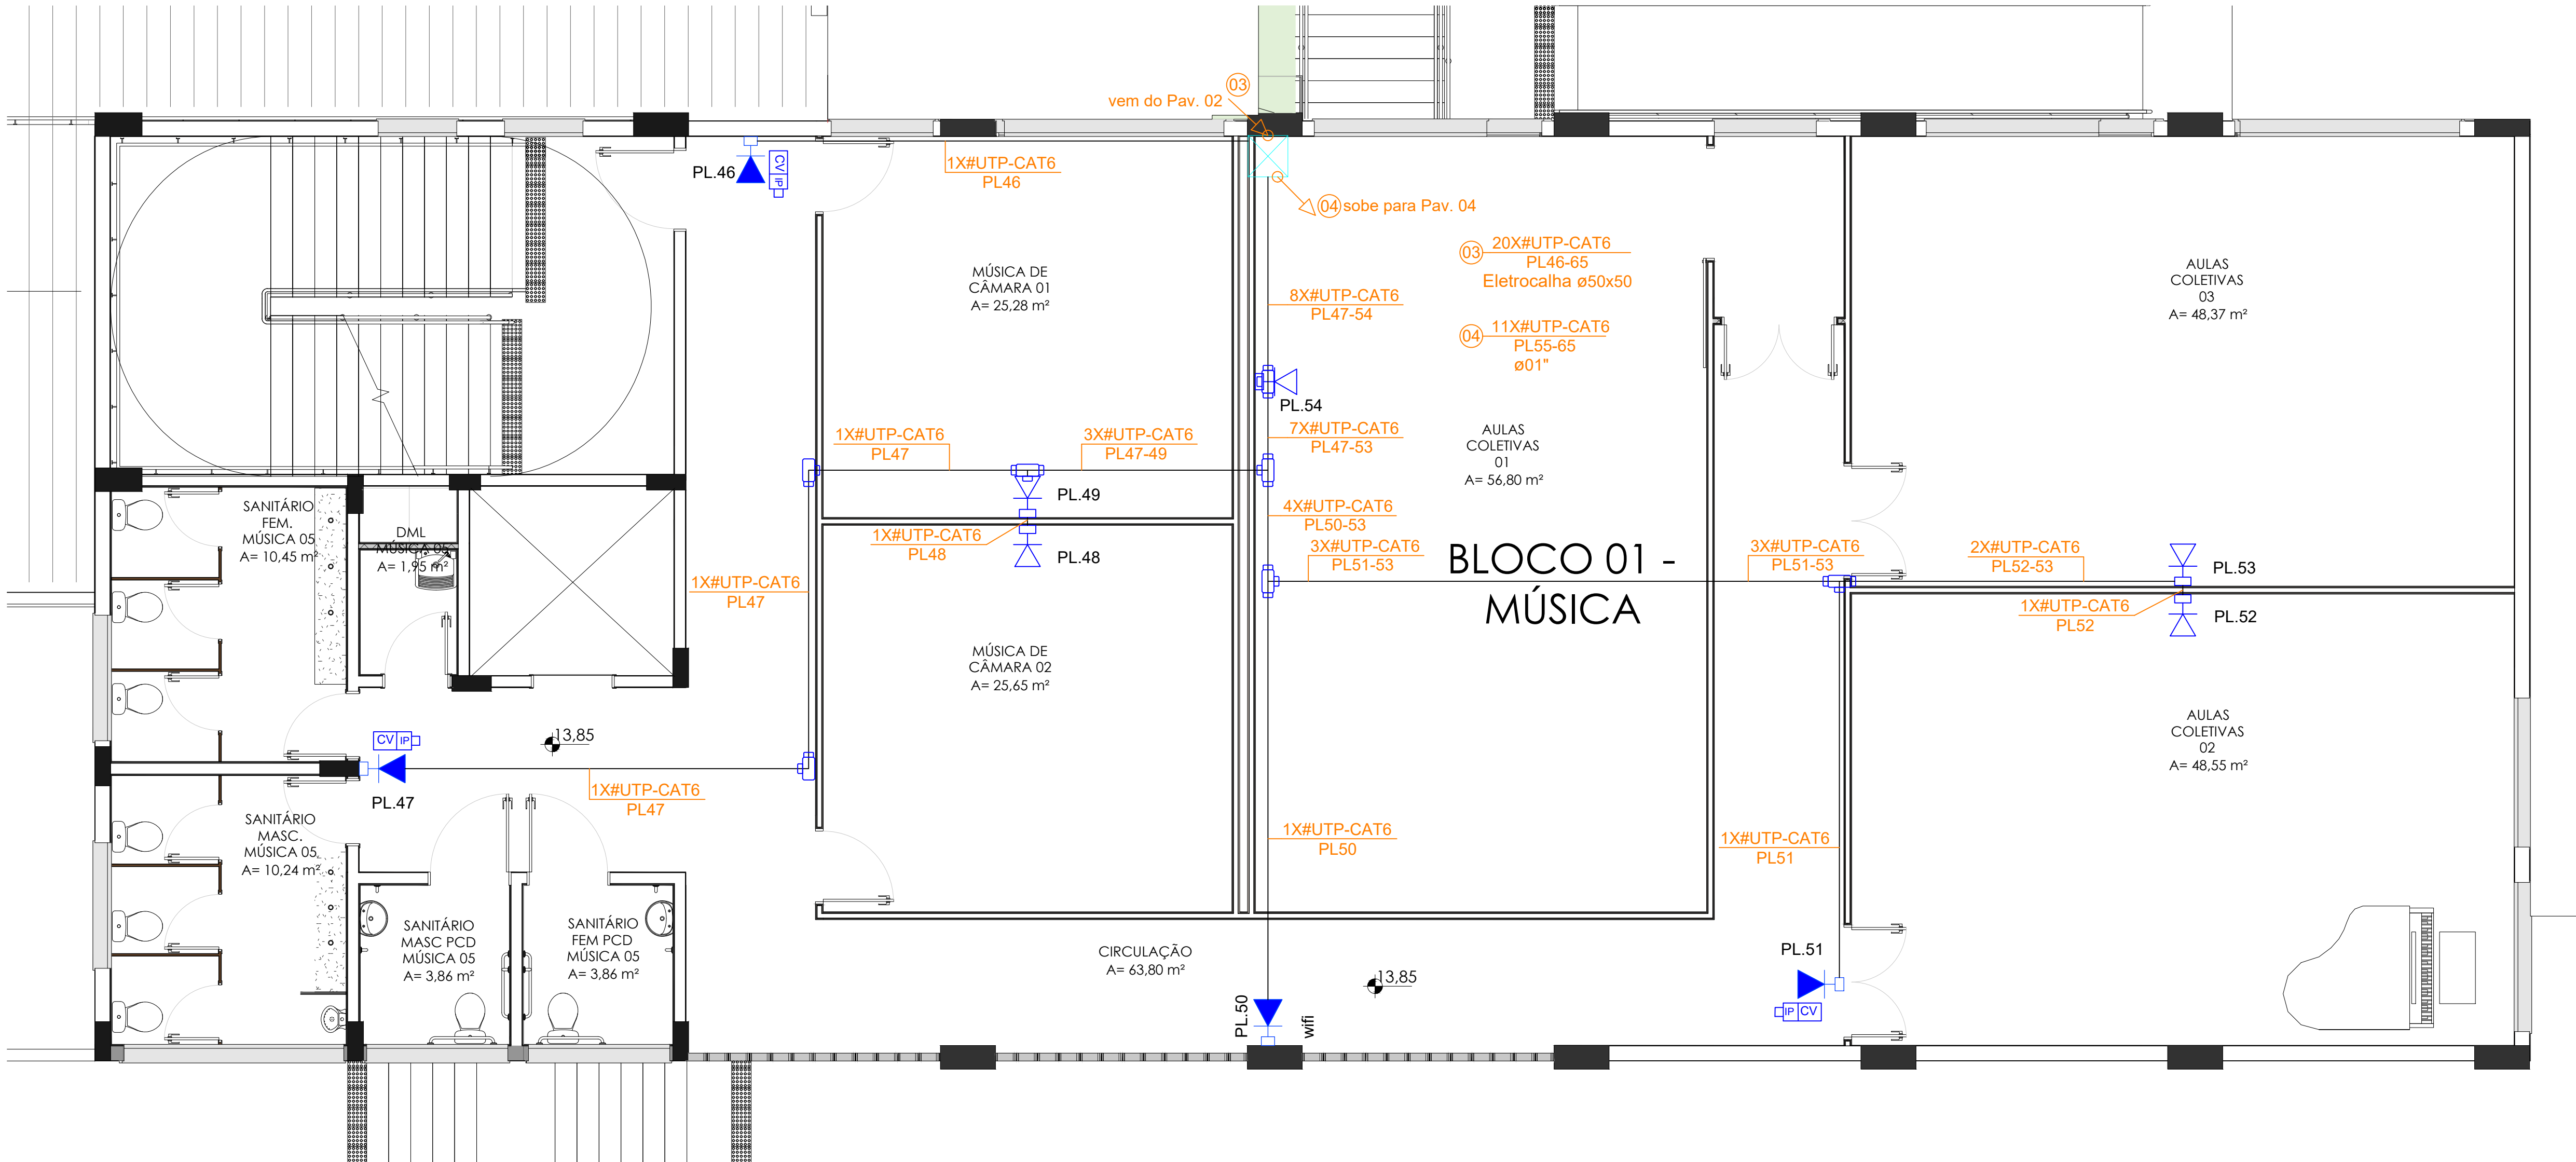 03
vem do Pav. 02
PL.46
CV IP
1X#UTP-CAT6
PL46
04 sobe para Pav. 04
03
20X#UTP-CAT6
PL46-65
Eletrocalha ø50x50
04
11X#UTP-CAT6
PL55-65
ø01"
MÚSICA DE
CÂMARA 01
A= 25,28 m²
8X#UTP-CAT6
PL47-54
AULAS
COLETIVAS
03
A= 48,37 m²
PL.54
1X#UTP-CAT6
PL47
3X#UTP-CAT6
PL47-49
7X#UTP-CAT6
PL47-53
AULAS
COLETIVAS
01
A= 56,80 m²
PL.49
SANITÁRIO
FEM.
MÚSICA 05
A= 10,45 m²
DML
MÚSICA 05
A= 1,95 m²
1X#UTP-CAT6
PL48
PL.48
4X#UTP-CAT6
PL50-53
3X#UTP-CAT6
PL51-53
BLOCO 01 -
MÚSICA
3X#UTP-CAT6
PL51-53
2X#UTP-CAT6
PL52-53
PL.53
1X#UTP-CAT6
PL52
PL.52
1X#UTP-CAT6
PL47
MÚSICA DE
CÂMARA 02
A= 25,65 m²
AULAS
COLETIVAS
02
A= 48,55 m²
CV IP
13,85
PL.47
1X#UTP-CAT6
PL47
SANITÁRIO
MASC.
MÚSICA 05
A= 10,24 m²
1X#UTP-CAT6
PL50
1X#UTP-CAT6
PL51
SANITÁRIO
MASC PCD
MÚSICA 05
A= 3,86 m²
SANITÁRIO
FEM PCD
MÚSICA 05
A= 3,86 m²
CIRCULAÇÃO
A= 63,80 m²
13,85
PL.51
IP CV
PL.50
wifi